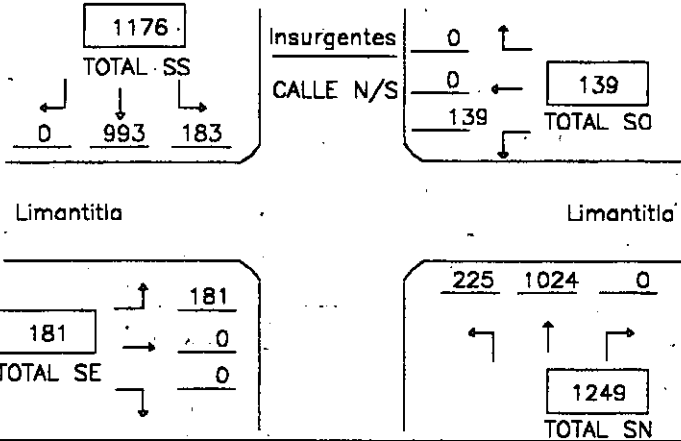 1176
TOTAL SS
0 993 183
Insurgentes
CALLE N/S
0
0
139
139
TOTAL SO
Limantitla
Limantitla
181
TOTAL SE
181
0
0
225 1024 0
1249
TOTAL SN